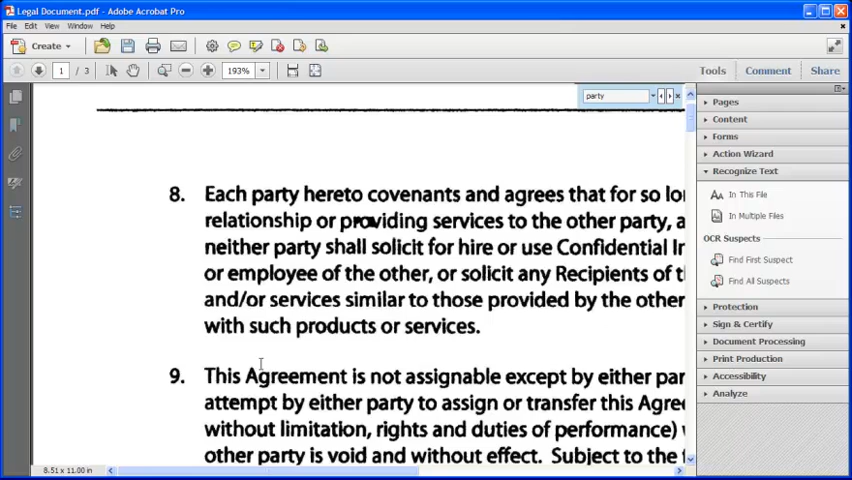 Legal Document.pdf - Adobe Acrobat Pro
File Edit View Window Help
Create
1 / 3 193% Tools Comment Share
party
Pages
Content
Forms
Action Wizard
Recognize Text
In This File
In Multiple Files
OCR Suspects
Find First Suspect
Find All Suspects
Protection
Sign & Certify
Document Processing
Print Production
Accessibility
Analyze
8. Each party hereto covenants and agrees that for so lon
relationship or providing services to the other party, a
neither party shall solicit for hire or use Confidential In
or employee of the other, or solicit any Recipients of t
and/or services similar to those provided by the other
with such products or services.
9. This Agreement is not assignable except by either par
attempt by either party to assign or transfer this Agre
without limitation, rights and duties of performance)
other party is void and without effect. Subject to the
8.51 x 11.00 in